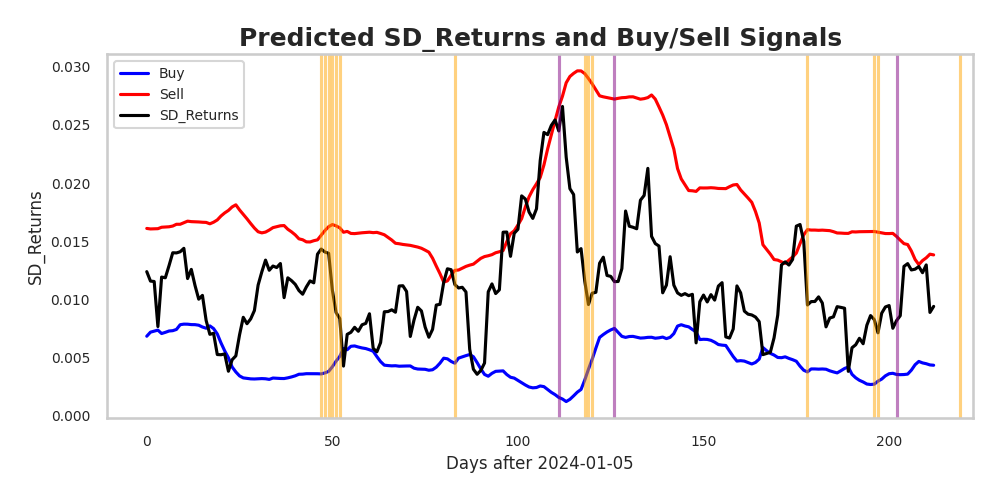 Predicted SD_Returns and Buy/Sell Signals
Buy
Sell
SD_Returns
SD_Returns
0.030
0.025
0.020
0.015
0.010
0.005
0.000
0 50 100 150 200
Days after 2024-01-05